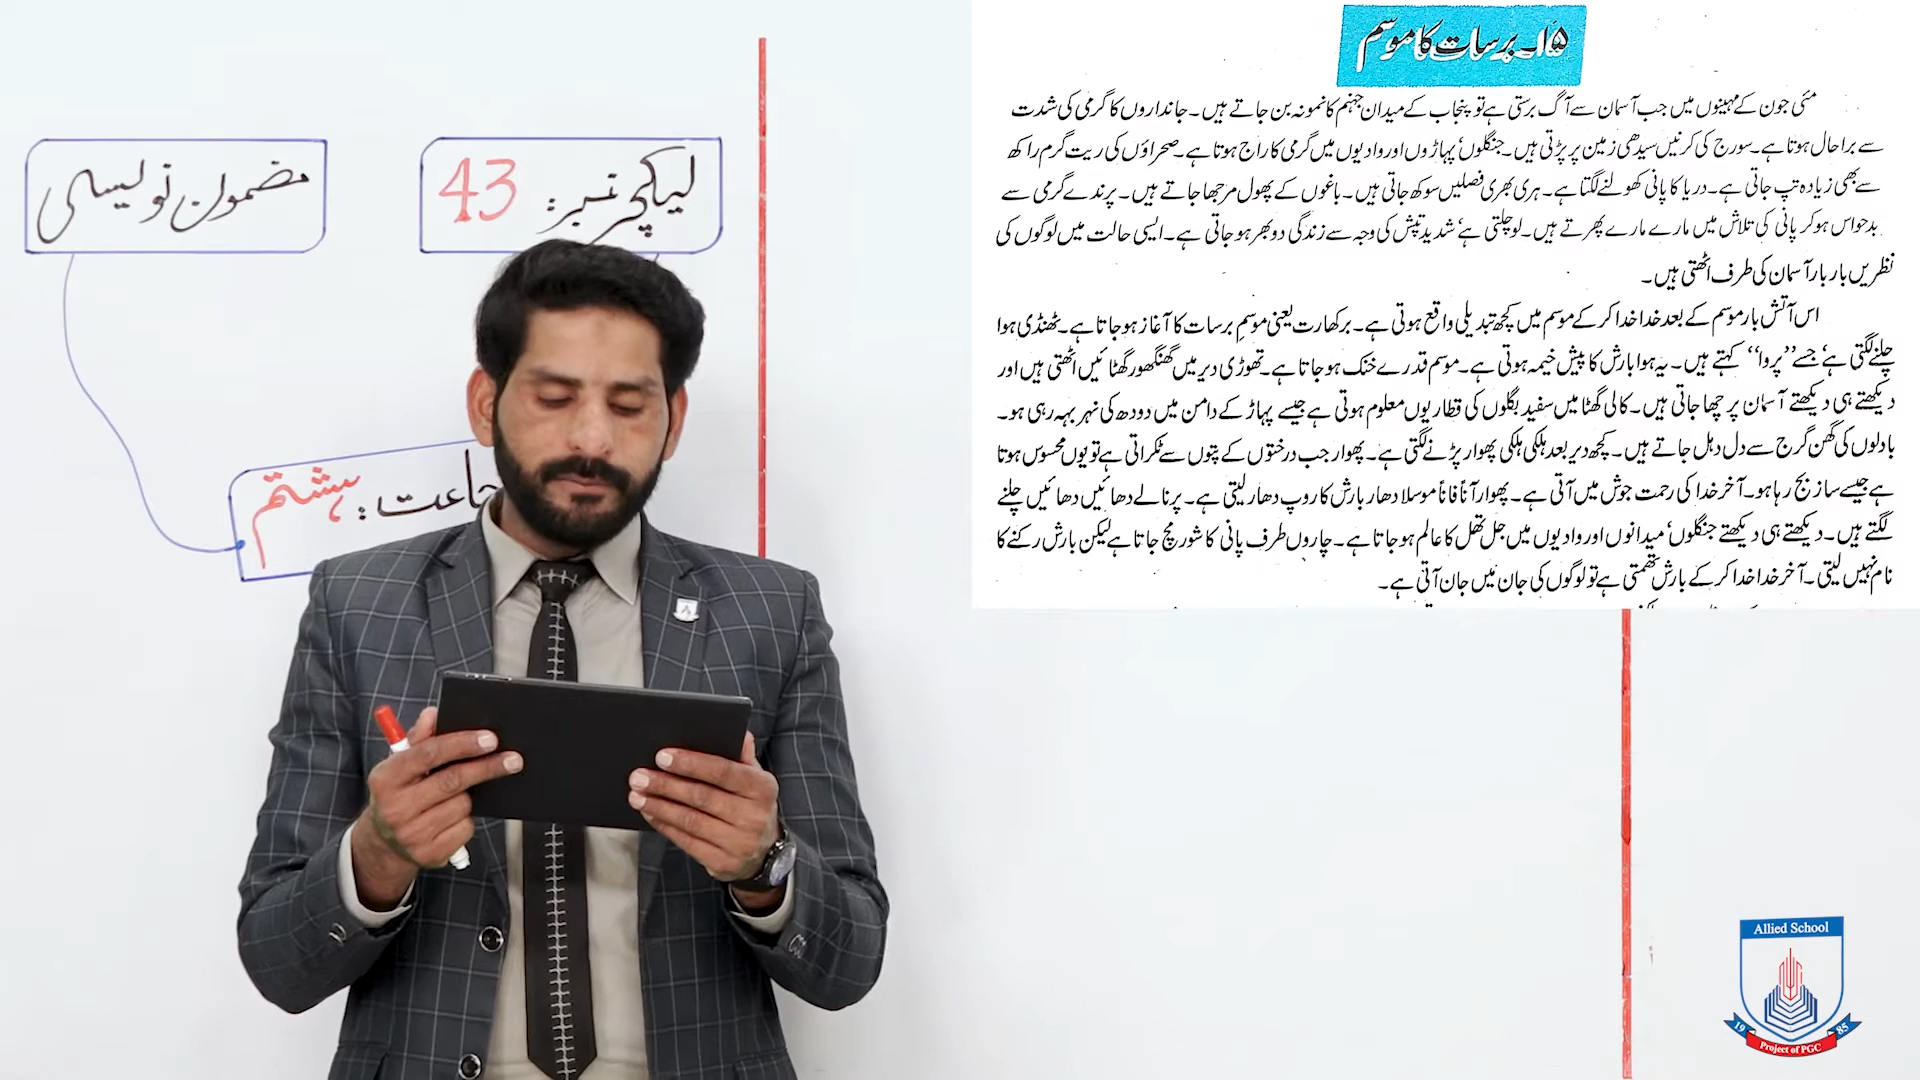 مضمون نویسی
لیکچر نمبر: 43
جماعت: ہشتم
۱۵۔ برسات کا موسم
مئی جون کے مہینوں میں جب آسمان سے آگ برستی ہے تو پنجاب کے میدان جہنم کا نمونہ بن جاتے ہیں۔ جانداروں کا گرمی کی شدت
سے برا حال ہوتا ہے۔ سورج کی کرنیں سیدھی زمین پر پڑتی ہیں۔ جنگلوں‘ پہاڑوں اور وادیوں میں گرمی کا راج ہوتا ہے۔ صحراؤں کی ریت گرم راکھ
سے بھی زیادہ تپ جاتی ہے۔ دریا کا پانی کھولنے لگتا ہے۔ ہری بھری فصلیں سوکھ جاتی ہیں۔ باغوں کے پھول مرجھا جاتے ہیں۔ پرندے گرمی سے
بدحواس ہو کر پانی کی تلاش میں مارے مارے پھرتے ہیں۔ لو چلتی ہے‘ شدید تپش کی وجہ سے زندگی دوبھر ہو جاتی ہے۔ ایسی حالت میں لوگوں کی
نظریں بار بار آسمان کی طرف اٹھتی ہیں۔
اس آتش بار موسم کے بعد خدا خدا کر کے موسم میں کچھ تبدیلی واقع ہوتی ہے۔ برکھارت یعنی موسمِ برسات کا آغاز ہو جاتا ہے۔ ٹھنڈی ہوا
چلنے لگتی ہے‘ جسے ’’پروا‘‘ کہتے ہیں۔ یہ ہوا بارش کا پیش خیمہ ہوتی ہے۔ موسم قدرے خنک ہو جاتا ہے۔ تھوڑی دیر میں گھنگھور گھٹائیں اٹھتی ہیں اور
دیکھتے ہی دیکھتے آسمان پر چھا جاتی ہیں۔ کالی گھٹا میں سفید بگلوں کی قطار یوں معلوم ہوتی ہے جیسے پہاڑ کے دامن میں دودھ کی نہر بہہ رہی ہو۔
بادلوں کی گھن گرج سے دل دہل جاتے ہیں۔ کچھ دیر بعد ہلکی ہلکی پھوار پڑنے لگتی ہے۔ پھوار جب درختوں کے پتوں سے ٹکراتی ہے تو یوں محسوس ہوتا
ہے جیسے ساز بج رہا ہو۔ آخر خدا کی رحمت جوش میں آتی ہے۔ پھوار آناً فاناً موسلا دھار بارش کا روپ دھار لیتی ہے۔ پرنالے دھائیں دھائیں چلنے
لگتے ہیں۔ دیکھتے ہی دیکھتے جنگلوں‘ میدانوں اور وادیوں میں جل تھل کا عالم ہو جاتا ہے۔ چاروں طرف پانی کا شور مچ جاتا ہے لیکن بارش رکنے کا
نام نہیں لیتی۔ آخر خدا خدا کر کے بارش تھمتی ہے تو لوگوں کی جان میں جان آتی ہے۔
Allied School
19 85
Project of PGC